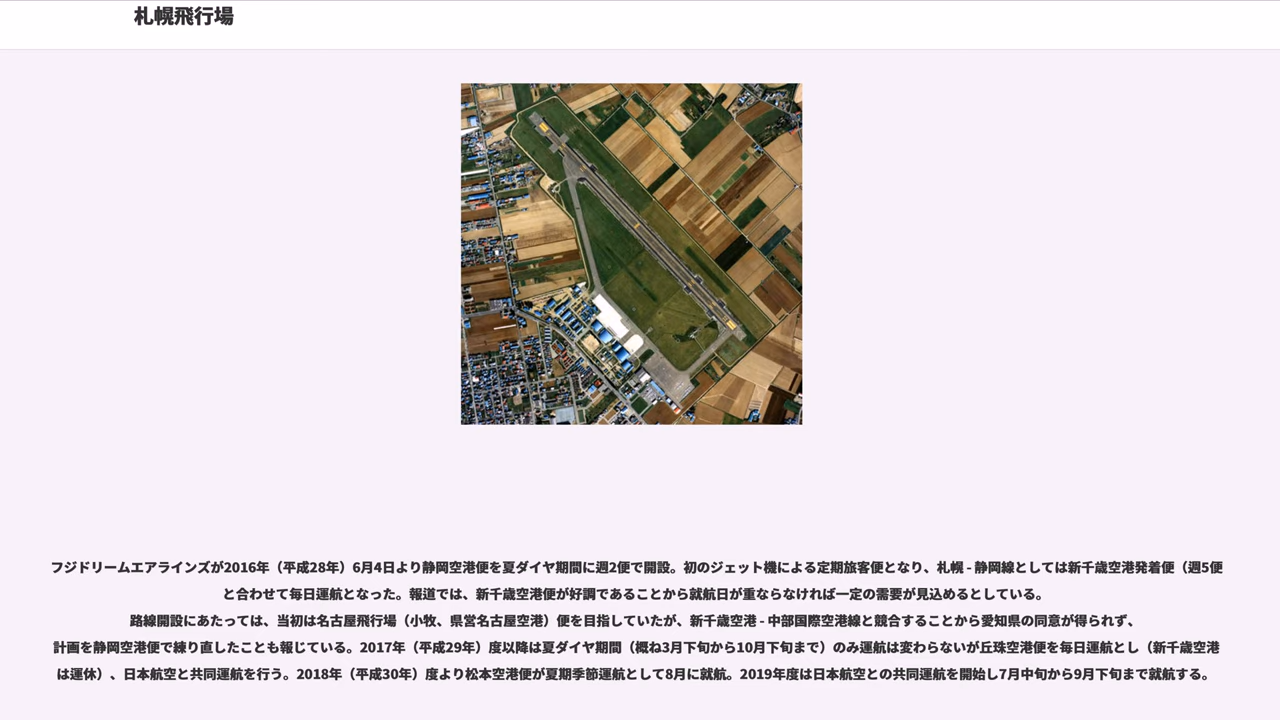 札幌飛行場
フジドリームエアラインズが2016年（平成28年）6月4日より静岡空港便を夏ダイヤ期間に週2便で開設。初のジェット機による定期旅客便となり、札幌 - 静岡線としては新千歳空港発着便（週5便
と合わせて毎日運航となった。報道では、新千歳空港便が好調であることから就航日が重ならなければ一定の需要が見込めるとしている。
路線開設にあたっては、当初は名古屋飛行場（小牧、県営名古屋空港）便を目指していたが、新千歳空港 - 中部国際空港線と競合することから愛知県の同意が得られず、
計画を静岡空港便で練り直したことも報じている。2017年（平成29年）度以降は夏ダイヤ期間（概ね3月下旬から10月下旬まで）のみ運航は変わらないが丘珠空港便を毎日運航とし（新千歳空港
は運休）、日本航空と共同運航を行う。2018年（平成30年）度より松本空港便が夏期季節運航として8月に就航。2019年度は日本航空との共同運航を開始し7月中旬から9月下旬まで就航する。